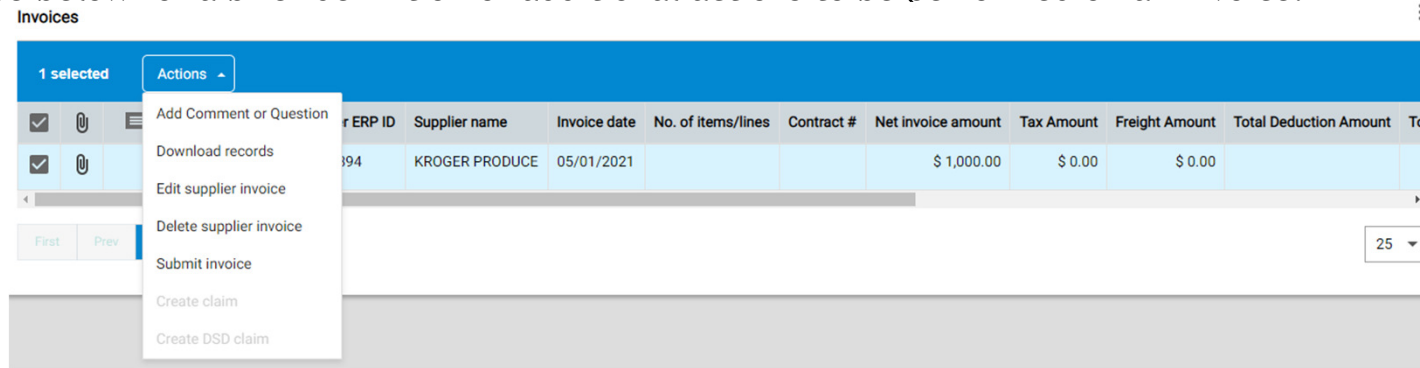 Invoices
1 selected Actions
Add Comment or Question
Download records
Edit supplier invoice
Delete supplier invoice
Submit invoice
Create claim
Create DSD claim
ERP ID Supplier name Invoice date No. of items/lines Contract # Net invoice amount Tax Amount Freight Amount Total Deduction Amount
394 KROGER PRODUCE 05/01/2021 $ 1,000.00 $ 0.00 $ 0.00
First Prev 25